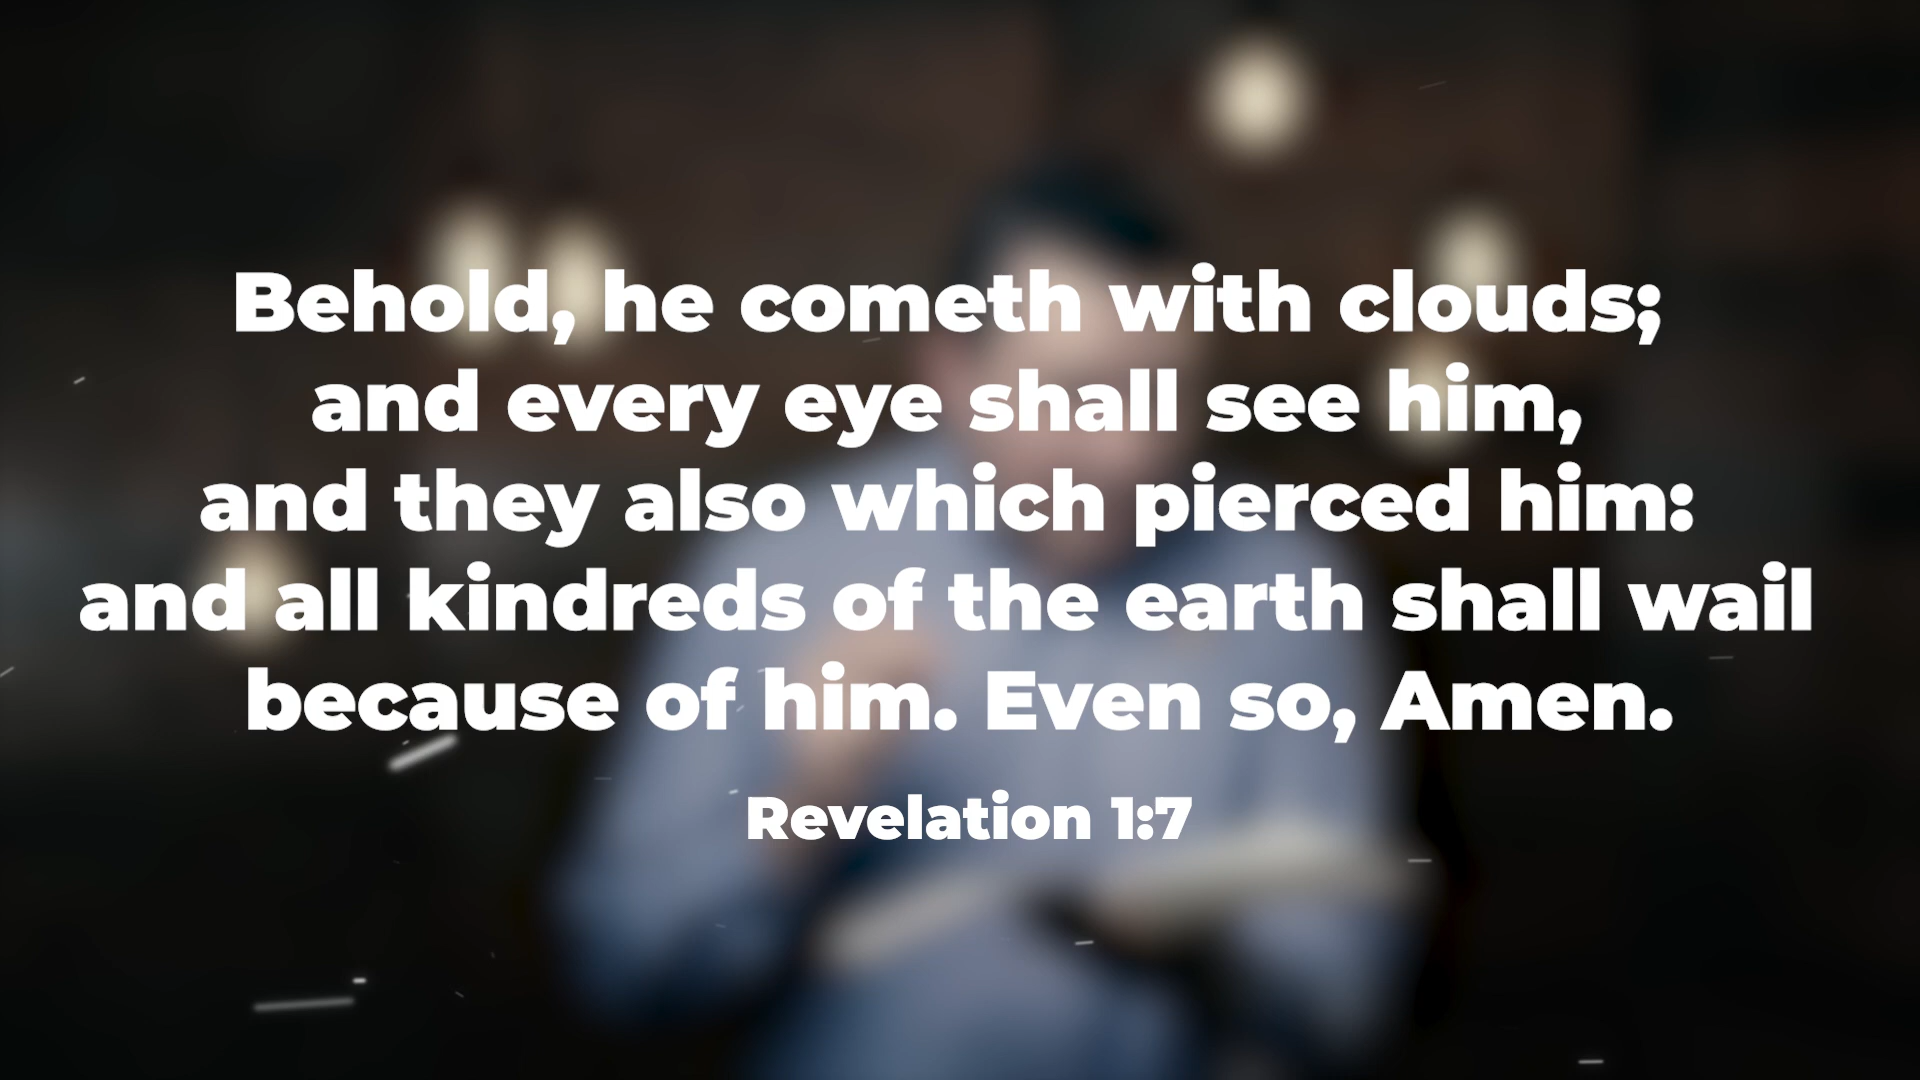 Behold, he cometh with clouds;
and every eye shall see him,
and they also which pierced him:
and all kindreds of the earth shall wail
because of him. Even so, Amen.
Revelation 1:7